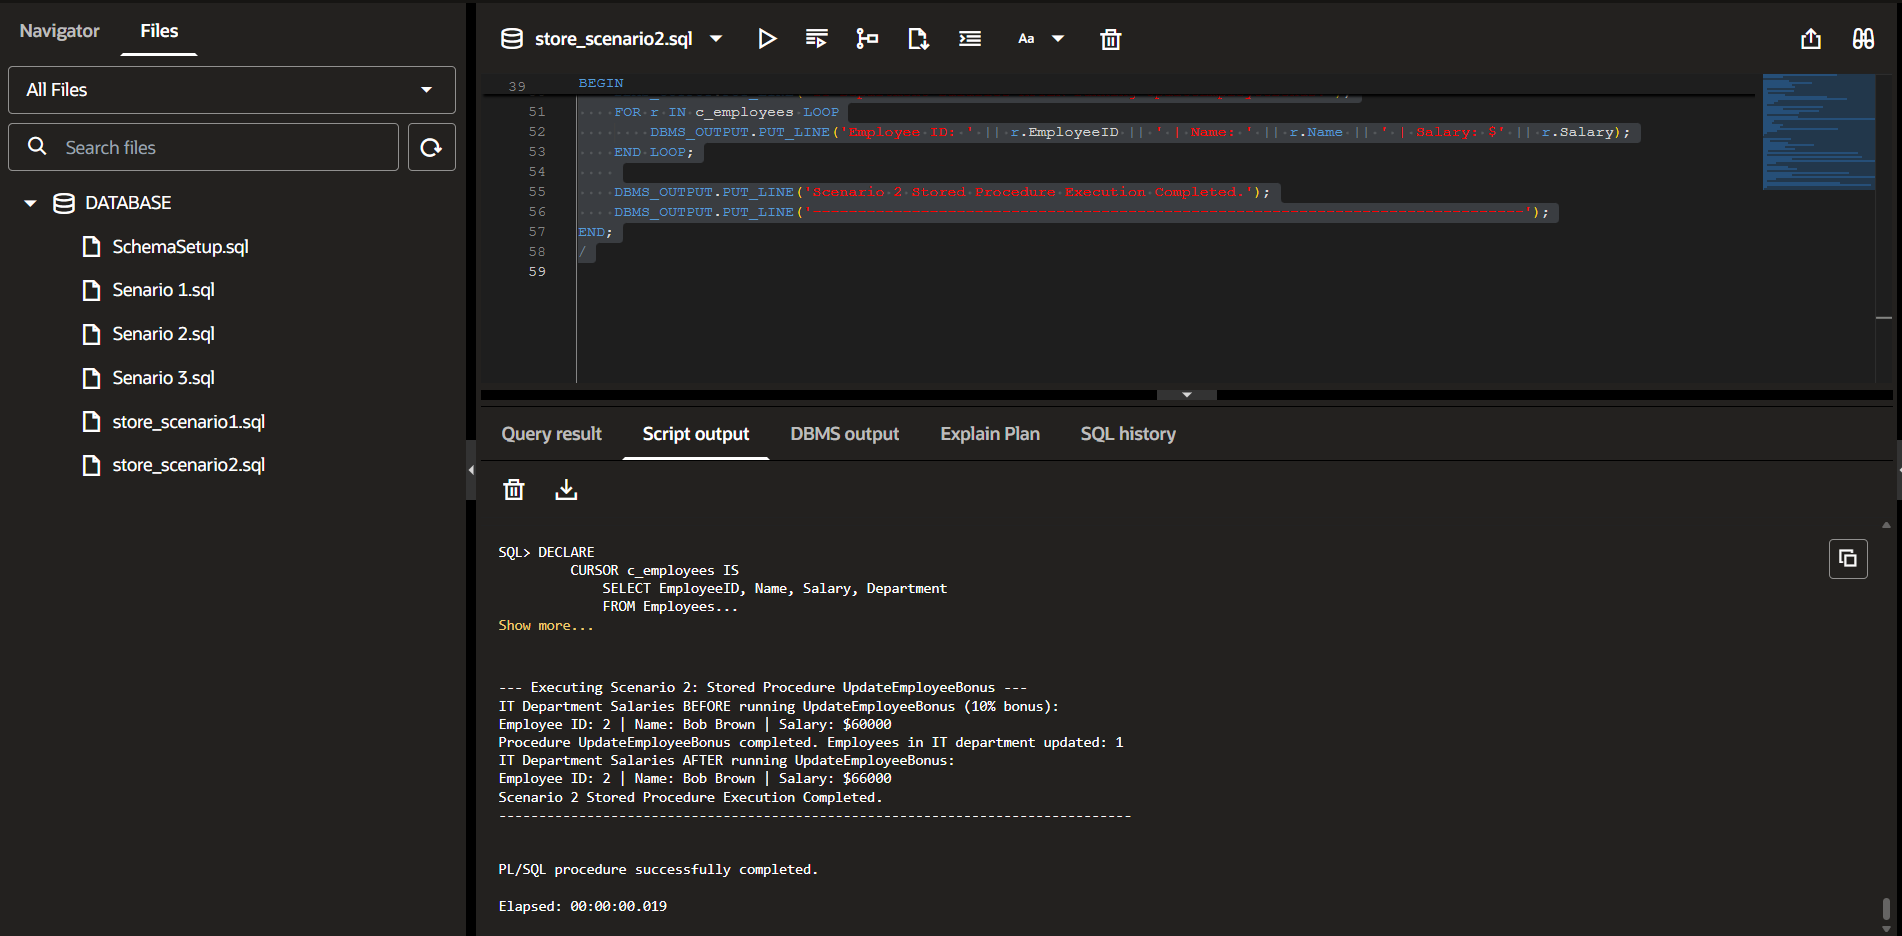 Navigator
Files
All Files
Search files
DATABASE
SchemaSetup.sql
Senario 1.sql
Senario 2.sql
Senario 3.sql
store_scenario1.sql
store_scenario2.sql
store_scenario2.sql
Aa
39 BEGIN
51 FOR r IN c_employees LOOP
52 DBMS_OUTPUT.PUT_LINE('Employee ID: ' || r.EmployeeID || ' | Name: ' || r.Name || ' | Salary: $' || r.Salary);
53 END LOOP;
54
55 DBMS_OUTPUT.PUT_LINE('Scenario 2 Stored Procedure Execution Completed.');
56 DBMS_OUTPUT.PUT_LINE('-------------------------------------------------------------------------------');
57 END;
58 /
59
Query result
Script output
DBMS output
Explain Plan
SQL history
SQL> DECLARE
CURSOR c_employees IS
SELECT EmployeeID, Name, Salary, Department
FROM Employees...
Show more...
--- Executing Scenario 2: Stored Procedure UpdateEmployeeBonus ---
IT Department Salaries BEFORE running UpdateEmployeeBonus (10% bonus):
Employee ID: 2 | Name: Bob Brown | Salary: $60000
Procedure UpdateEmployeeBonus completed. Employees in IT department updated: 1
IT Department Salaries AFTER running UpdateEmployeeBonus:
Employee ID: 2 | Name: Bob Brown | Salary: $66000
Scenario 2 Stored Procedure Execution Completed.
-------------------------------------------------------------------------------
PL/SQL procedure successfully completed.
Elapsed: 00:00:00.019